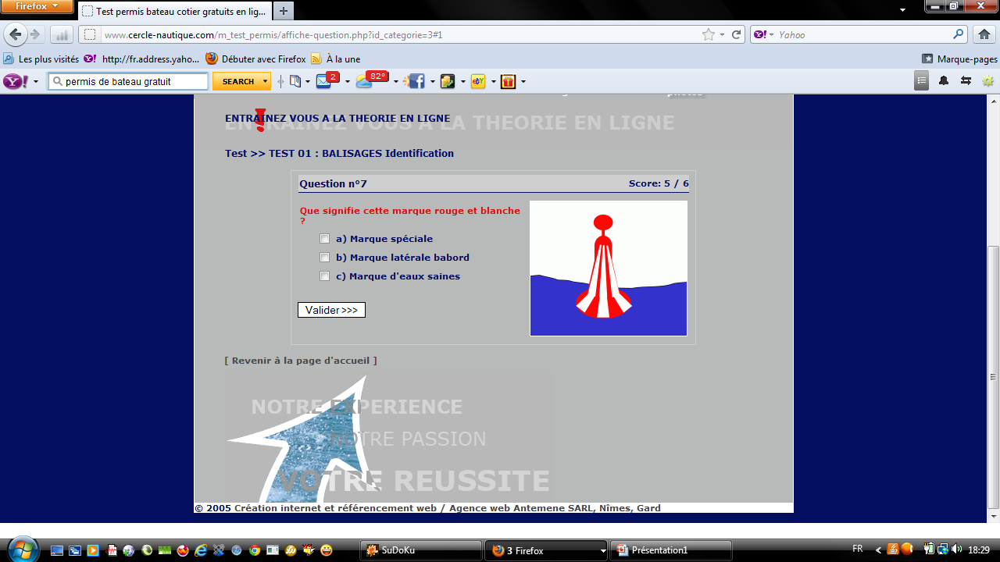 Firefox
Test permis bateau cotier gratuits en lig...
www.cercle-nautique.com/m_test_permis/affiche-question.php?id_categorie=3#1
Yahoo
Les plus visités
http://fr.address.yaho...
Débuter avec Firefox
À la une
Marque-pages
Y!
permis de bateau gratuit
SEARCH
2
82°
ebY
ENTRAINEZ VOUS A LA THEORIE EN LIGNE
ENTRAINEZ VOUS A LA THEORIE EN LIGNE
Test >> TEST 01 : BALISAGES Identification
Question n°7
Score: 5 / 6
Que signifie cette marque rouge et blanche
?
a) Marque spéciale
b) Marque latérale babord
c) Marque d'eaux saines
Valider >>>
[ Revenir à la page d'accueil ]
NOTRE EXPERIENCE
NOTRE PASSION
VOTRE REUSSITE
© 2005 Création internet et référencement web / Agence web Antemene SARL, Nîmes, Gard
SuDoKu
3 Firefox
Présentation1
FR
18:29